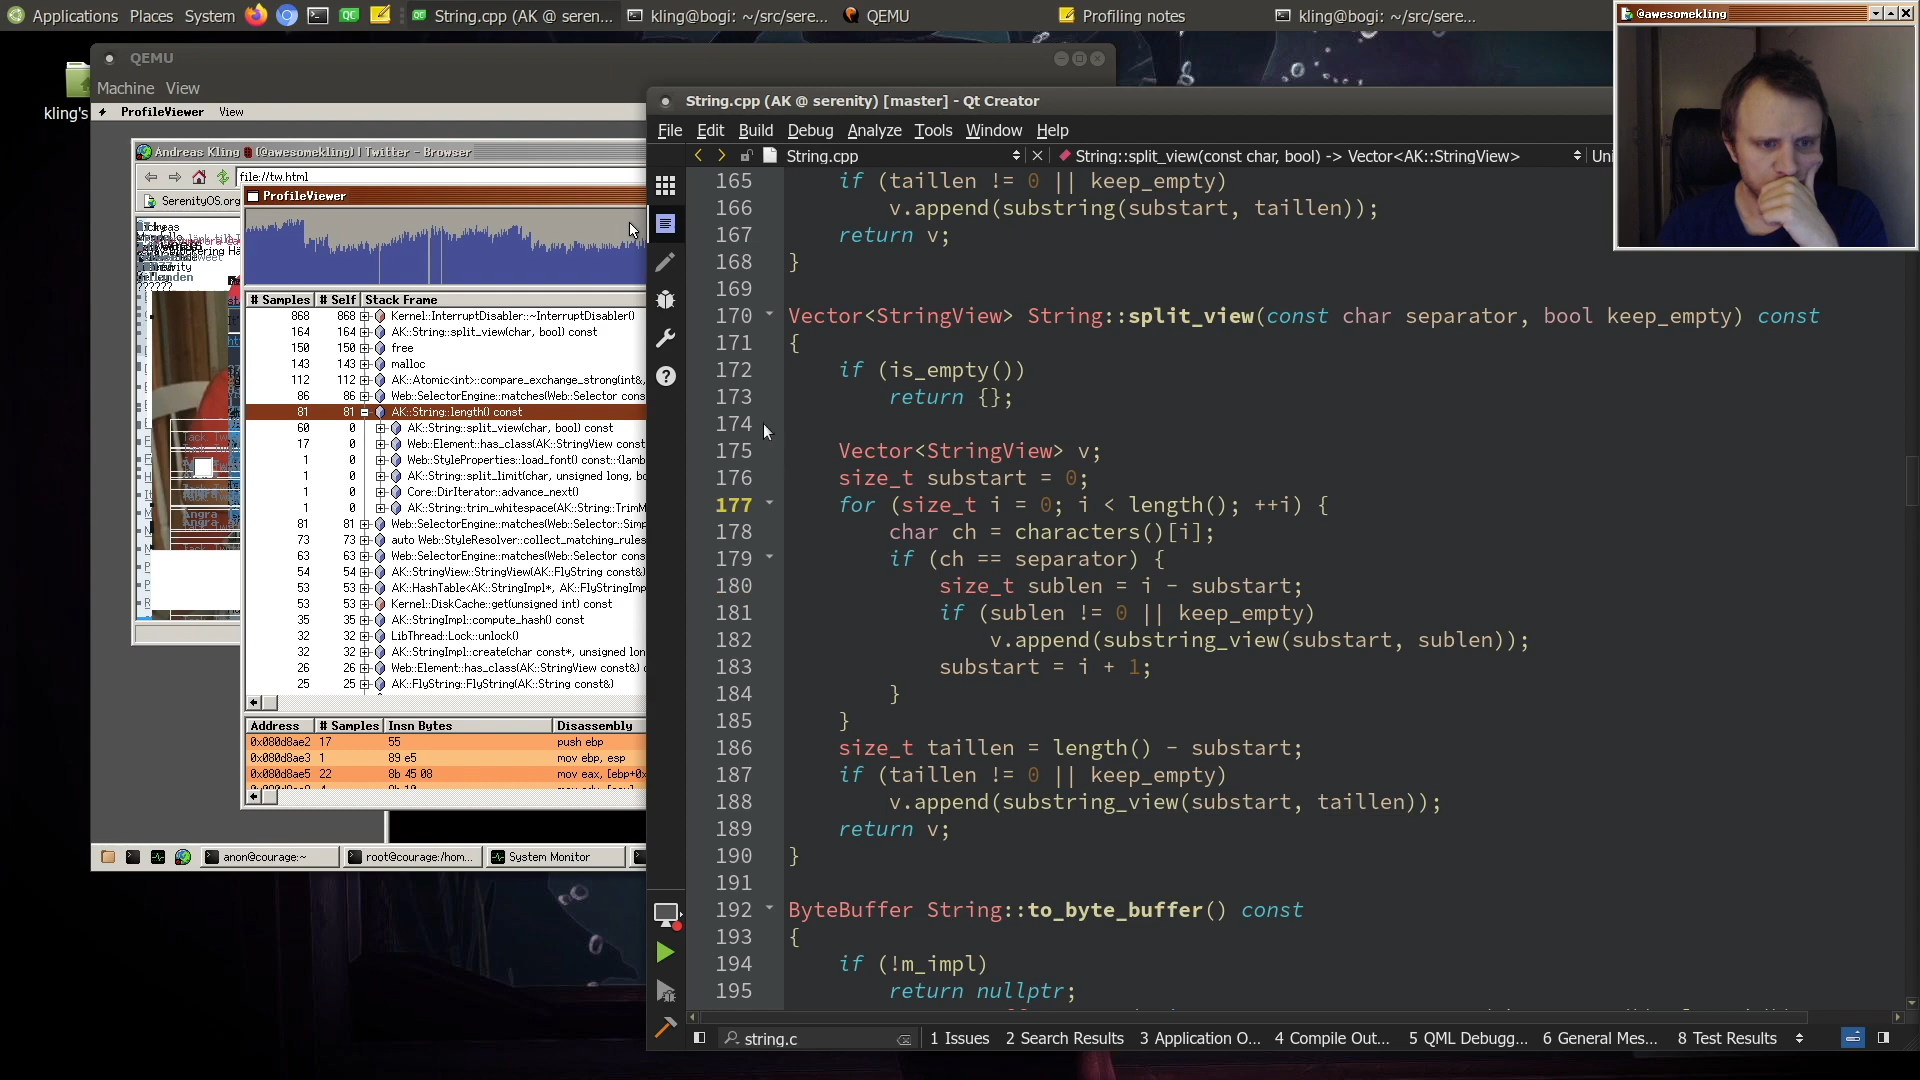 Applications Places System
String.cpp (AK @ seren...
kling@bogi: ~/src/sere...
QEMU
Profiling notes
kling@bogi: ~/src/sere...
@awesomekling
kling's
QEMU
Machine View
ProfileViewer View
Andreas Kling (@awesomekling) | Twitter - Browser
file://tw.html
SerenityOS.org
ProfileViewer
# Samples # Self Stack Frame
868 868 Kernel::InterruptDisabler::~InterruptDisabler()
164 164 AK::String::split_view(char, bool) const
150 150 free
143 143 malloc
112 112 AK::Atomic<int>::compare_exchange_strong(int&,
86 86 Web::SelectorEngine::matches(Web::Selector cons
81 81 AK::String::length() const
60 0 AK::String::split_view(char, bool) const
17 0 Web::Element::has_class(AK::StringView const
1 0 Web::StyleProperties::load_font() const::{lamb
1 0 AK::String::split_limit(char, unsigned long, bo
1 0 Core::DirIterator::advance_next()
1 0 AK::String::trim_whitespace(AK::String::TrimM
81 81 Web::SelectorEngine::matches(Web::Selector::Simp
73 73 auto Web::StyleResolver::collect_matching_rules
63 63 Web::SelectorEngine::matches(Web::Selector cons
54 54 AK::StringView::StringView(AK::FlyString const&)
53 53 AK::HashTable<AK::StringImpl*, AK::FlyStringImp
53 53 Kernel::DiskCache::get(unsigned int) const
35 35 AK::StringImpl::compute_hash() const
32 32 LibThread::Lock::unlock()
32 32 AK::StringImpl::create(char const*, unsigned lon
26 26 Web::Element::has_class(AK::StringView const&) c
25 25 AK::FlyString::FlyString(AK::String const&)
Address # Samples Insn Bytes Disassembly
0x080d8ae2 17 55 push ebp
0x080d8ae3 1 89 e5 mov ebp, esp
0x080d8ae5 22 8b 45 08 mov eax, [ebp+0x
anon@courage:~
root@courage:/hom...
System Monitor
String.cpp (AK @ serenity) [master] - Qt Creator
File Edit Build Debug Analyze Tools Window Help
String.cpp String::split_view(const char, bool) -> Vector<AK::StringView> Uni
165 if (taillen != 0 || keep_empty)
166 v.append(substring(substart, taillen));
167 return v;
168 }
169
170 Vector<StringView> String::split_view(const char separator, bool keep_empty) const
171 {
172 if (is_empty())
173 return {};
174
175 Vector<StringView> v;
176 size_t substart = 0;
177 for (size_t i = 0; i < length(); ++i) {
178 char ch = characters()[i];
179 if (ch == separator) {
180 size_t sublen = i - substart;
181 if (sublen != 0 || keep_empty)
182 v.append(substring_view(substart, sublen));
183 substart = i + 1;
184 }
185 }
186 size_t taillen = length() - substart;
187 if (taillen != 0 || keep_empty)
188 v.append(substring_view(substart, taillen));
189 return v;
190 }
191
192 ByteBuffer String::to_byte_buffer() const
193 {
194 if (!m_impl)
195 return nullptr;
string.c
1 Issues 2 Search Results 3 Application O... 4 Compile Out... 5 QML Debugg... 6 General Mes... 8 Test Results